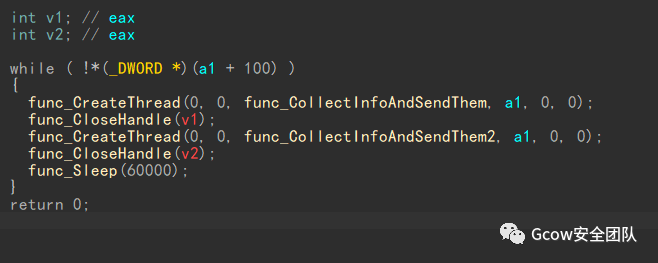 int v1; // eax
int v2; // eax
while ( !*(_DWORD *)(a1 + 100) )
{
func_CreateThread(0, 0, func_CollectInfoAndSendThem, a1, 0, 0);
func_CloseHandle(v1);
func_CreateThread(0, 0, func_CollectInfoAndSendThem2, a1, 0, 0);
func_CloseHandle(v2);
func_Sleep(60000);
}
return 0;
Gcow安全团队